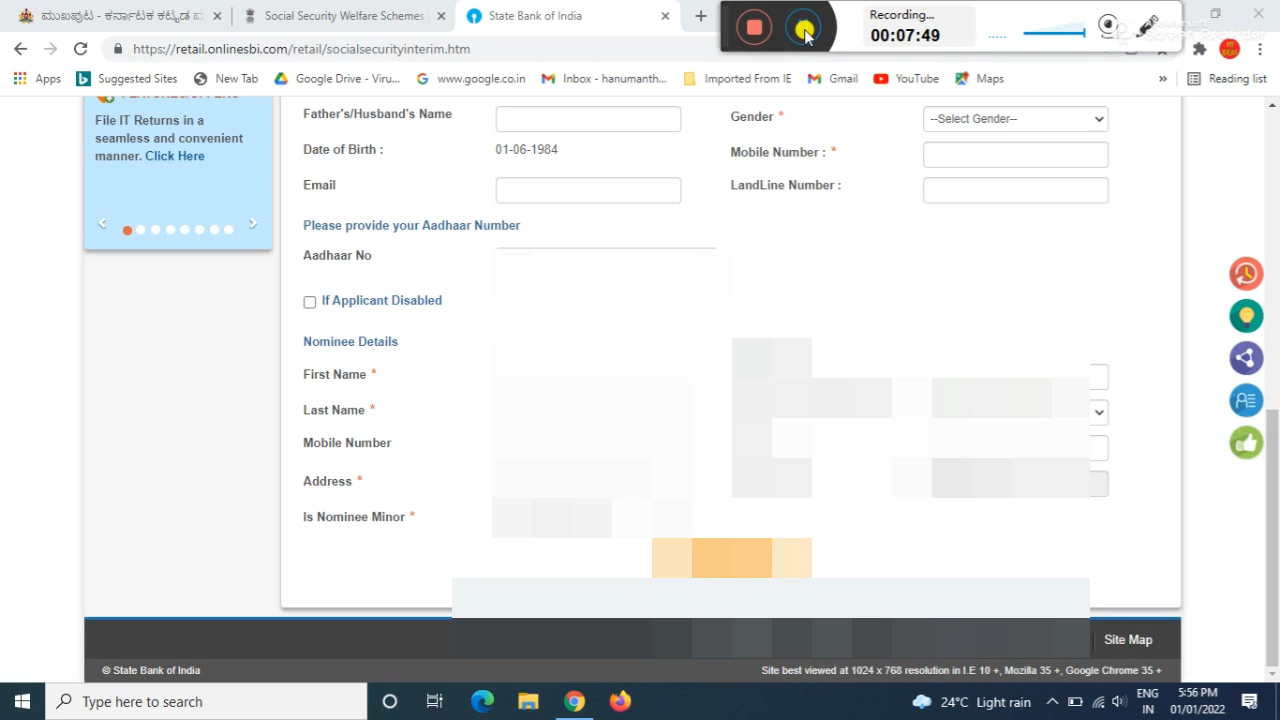 ಮುಖಪುಟ - ಕರ್ನಾಟಕ ಕಟ್ಟಡ ಮ
Social Security Welfare Schemes
State Bank of India
Recording...
00:07:49
https://retail.onlinesbi.com/retail/socialsecurityinterim.htm
Apps
Suggested Sites
New Tab
Google Drive - Viru...
www.google.co.in
Inbox - hanumanth...
Imported From IE
Gmail
YouTube
Maps
»
Reading list
File IT Returns in a
seamless and convenient
manner. Click Here
Father's/Husband's Name
Gender *
--Select Gender--
Date of Birth :
01-06-1984
Mobile Number : *
Email
LandLine Number :
Please provide your Aadhaar Number
Aadhaar No
If Applicant Disabled
Nominee Details
First Name *
Last Name *
Mobile Number
Address *
Is Nominee Minor *
Site Map
© State Bank of India
Site best viewed at 1024 x 768 resolution in I.E 10 +, Mozilla 35 +, Google Chrome 35 +
Type here to search
24°C Light rain
ENG
IN
5:56 PM
01/01/2022